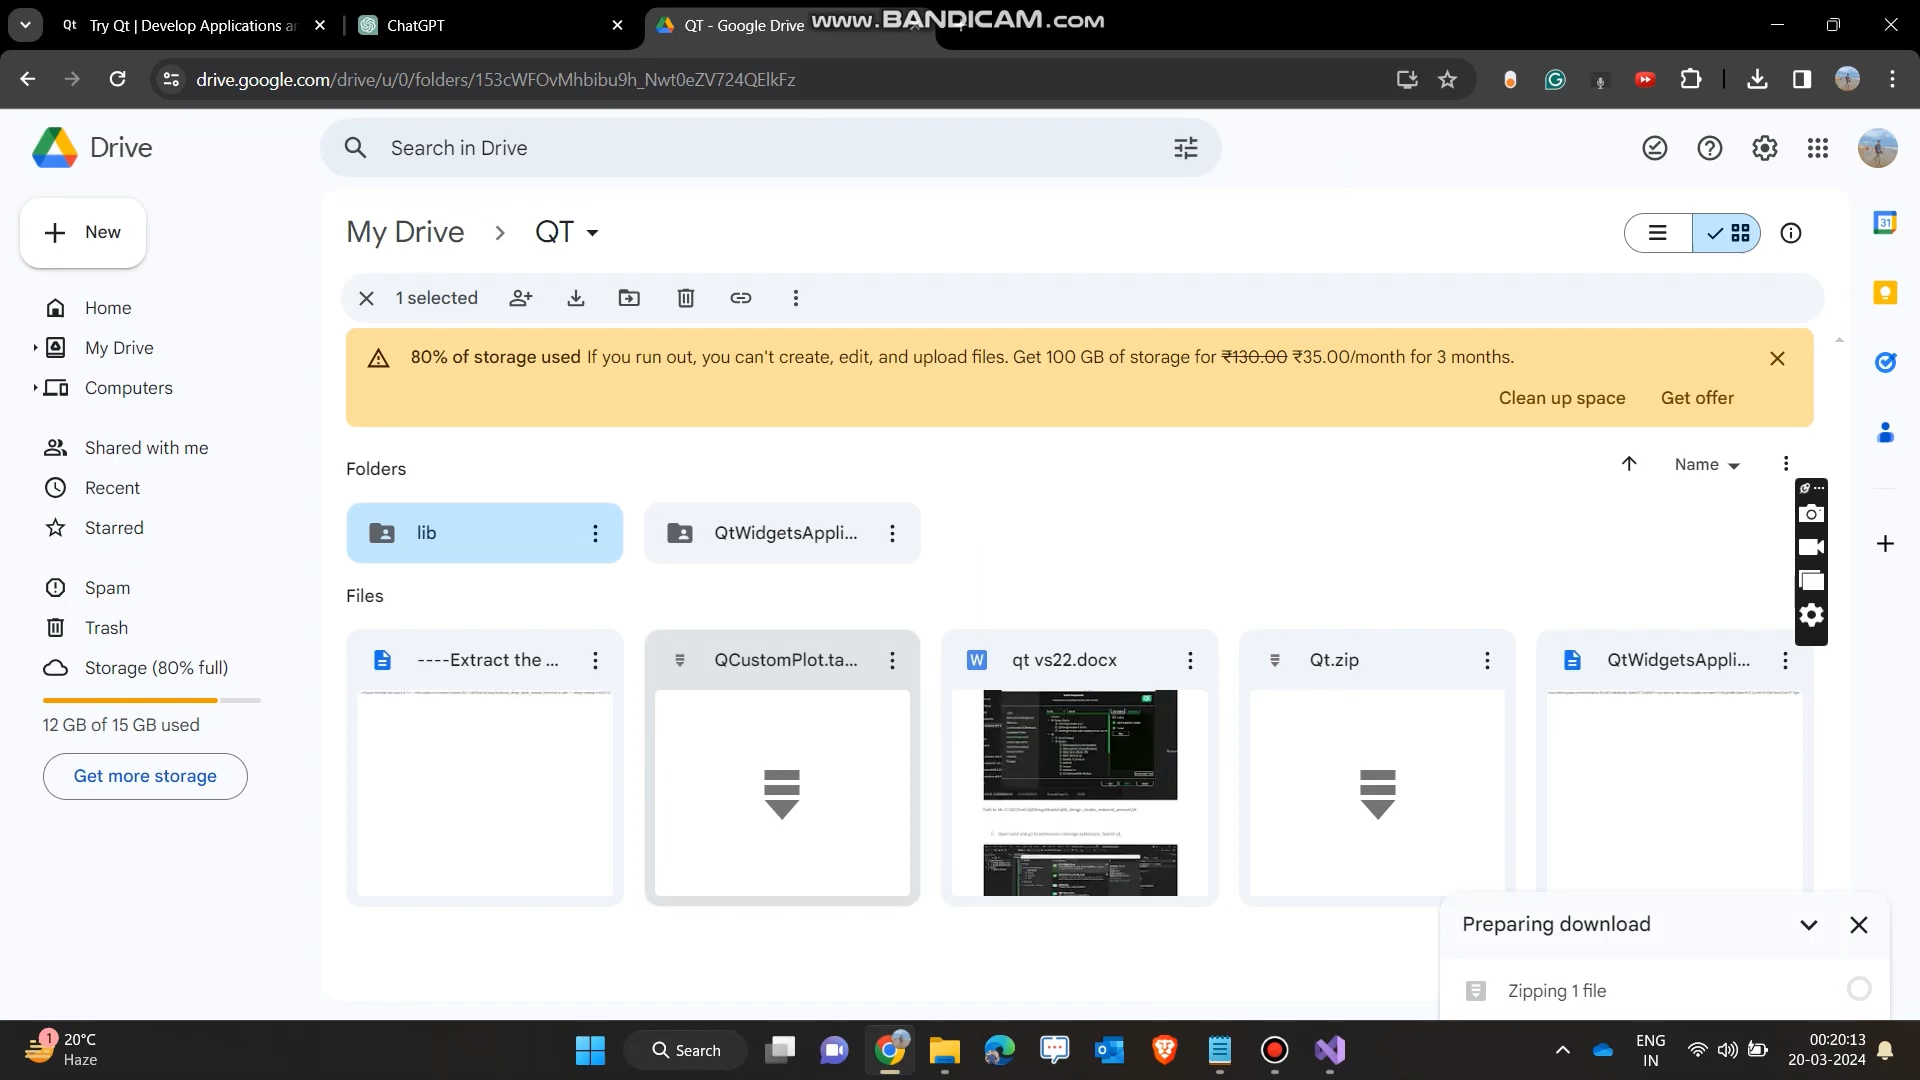 Qt Try Qt | Develop Applications ar
ChatGPT
QT - Google Drive
www.BANDICAM.com
drive.google.com/drive/u/0/folders/153cWFOvMhbibu9h_Nwt0eZV724QElkFz
Drive
Search in Drive
New
My Drive > QT
31
1 selected
Home
My Drive
Computers
80% of storage used If you run out, you can't create, edit, and upload files. Get 100 GB of storage for ₹130.00 ₹35.00/month for 3 months.
Clean up space Get offer
Shared with me
Recent
Starred
Folders
Name
lib
QtWidgetsAppli...
Spam
Trash
Storage (80% full)
12 GB of 15 GB used
Get more storage
Files
----Extract the ...
QCustomPlot.ta...
qt vs22.docx
Qt.zip
QtWidgetsAppli...
Preparing download
Zipping 1 file
1
20°C
Haze
Search
ENG
IN
00:20:13
20-03-2024